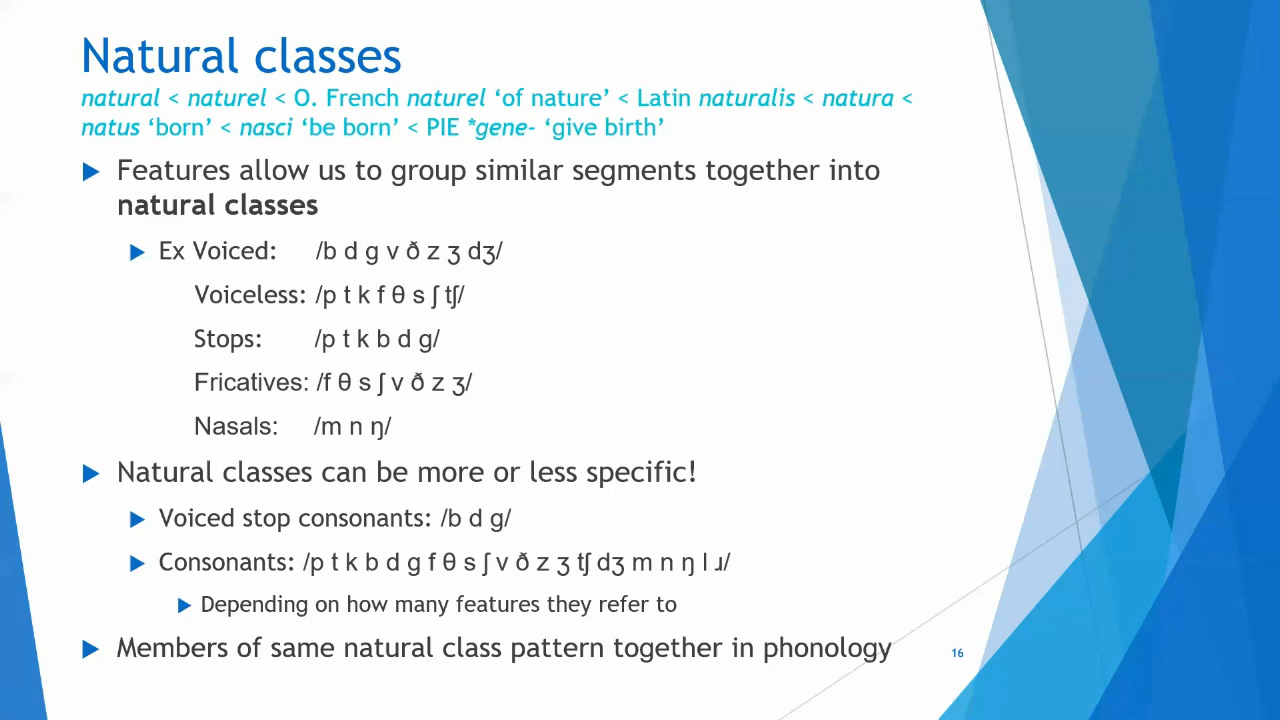 Natural classes
natural < naturel < O. French naturel ‘of nature’ < Latin naturalis < natura <
natus ‘born’ < nasci ‘be born’ < PIE *gene- ‘give birth’
Features allow us to group similar segments together into
natural classes
Ex Voiced: /b d g v ð z ʒ dʒ/
Voiceless: /p t k f θ s ʃ tʃ/
Stops: /p t k b d g/
Fricatives: /f θ s ʃ v ð z ʒ/
Nasals: /m n ŋ/
Natural classes can be more or less specific!
Voiced stop consonants: /b d g/
Consonants: /p t k b d g f θ s ʃ v ð z ʒ tʃ dʒ m n ŋ l ɹ/
Depending on how many features they refer to
Members of same natural class pattern together in phonology
16